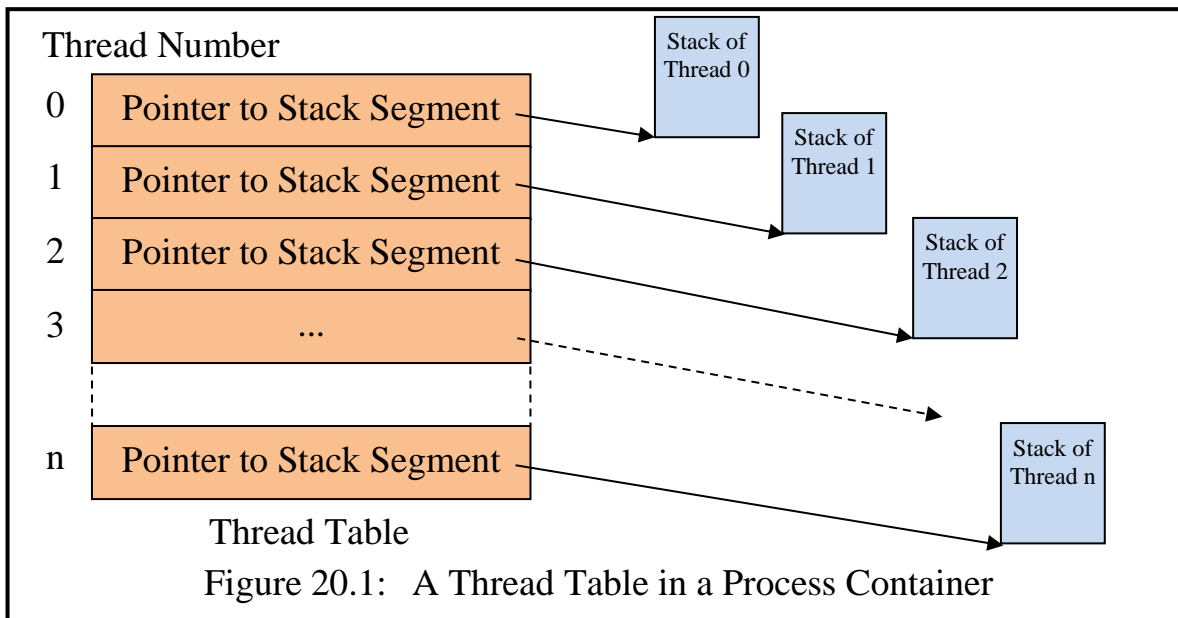 Thread Number
0 Pointer to Stack Segment
1 Pointer to Stack Segment
2 Pointer to Stack Segment
3 ...
n Pointer to Stack Segment
Thread Table
Stack of
Thread 0
Stack of
Thread 1
Stack of
Thread 2
Stack of
Thread n
Figure 20.1: A Thread Table in a Process Container